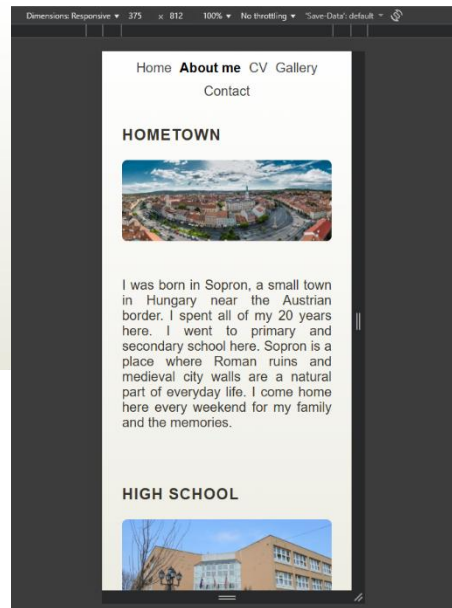 Dimensions: Responsive ▼ 375 × 812 100% ▼ No throttling ▼ 'Save-Data': default ▼
Home About me CV Gallery
Contact
HOMETOWN
I was born in Sopron, a small town
in Hungary near the Austrian
border. I spent all of my 20 years
here. I went to primary and
secondary school here. Sopron is a
place where Roman ruins and
medieval city walls are a natural
part of everyday life. I come home
here every weekend for my family
and the memories.
HIGH SCHOOL